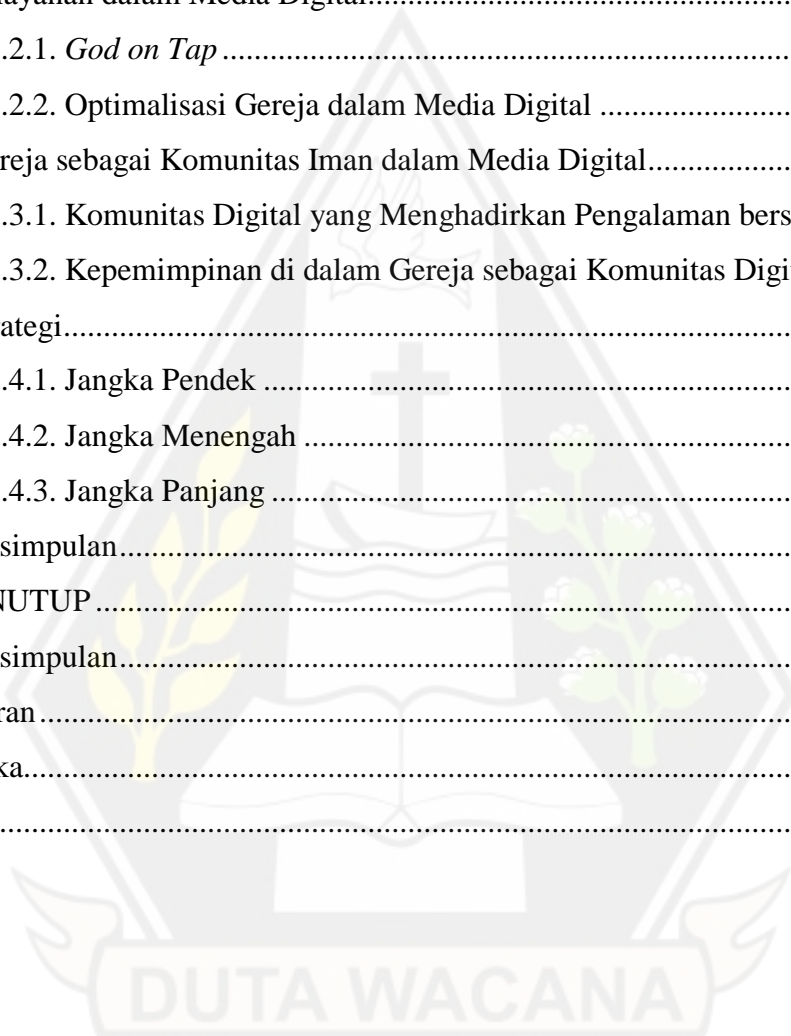 ayanan dalam Media Digital....................................................................
.2.1. God on Tap ....................................................................................
.2.2. Optimalisasi Gereja dalam Media Digital ..............................
reja sebagai Komunitas Iman dalam Media Digital.......................
.3.1. Komunitas Digital yang Menghadirkan Pengalaman bers
.3.2. Kepemimpinan di dalam Gereja sebagai Komunitas Digi
ategi.......................................................................................................
.4.1. Jangka Pendek ..............................................................................
.4.2. Jangka Menengah ........................................................................
.4.3. Jangka Panjang ............................................................................
simpulan...............................................................................................
NUTUP ..................................................................................................
simpulan...............................................................................................
ran ..........................................................................................................
ka.............................................................................................................
................................................................................................................
DUTA WACANA